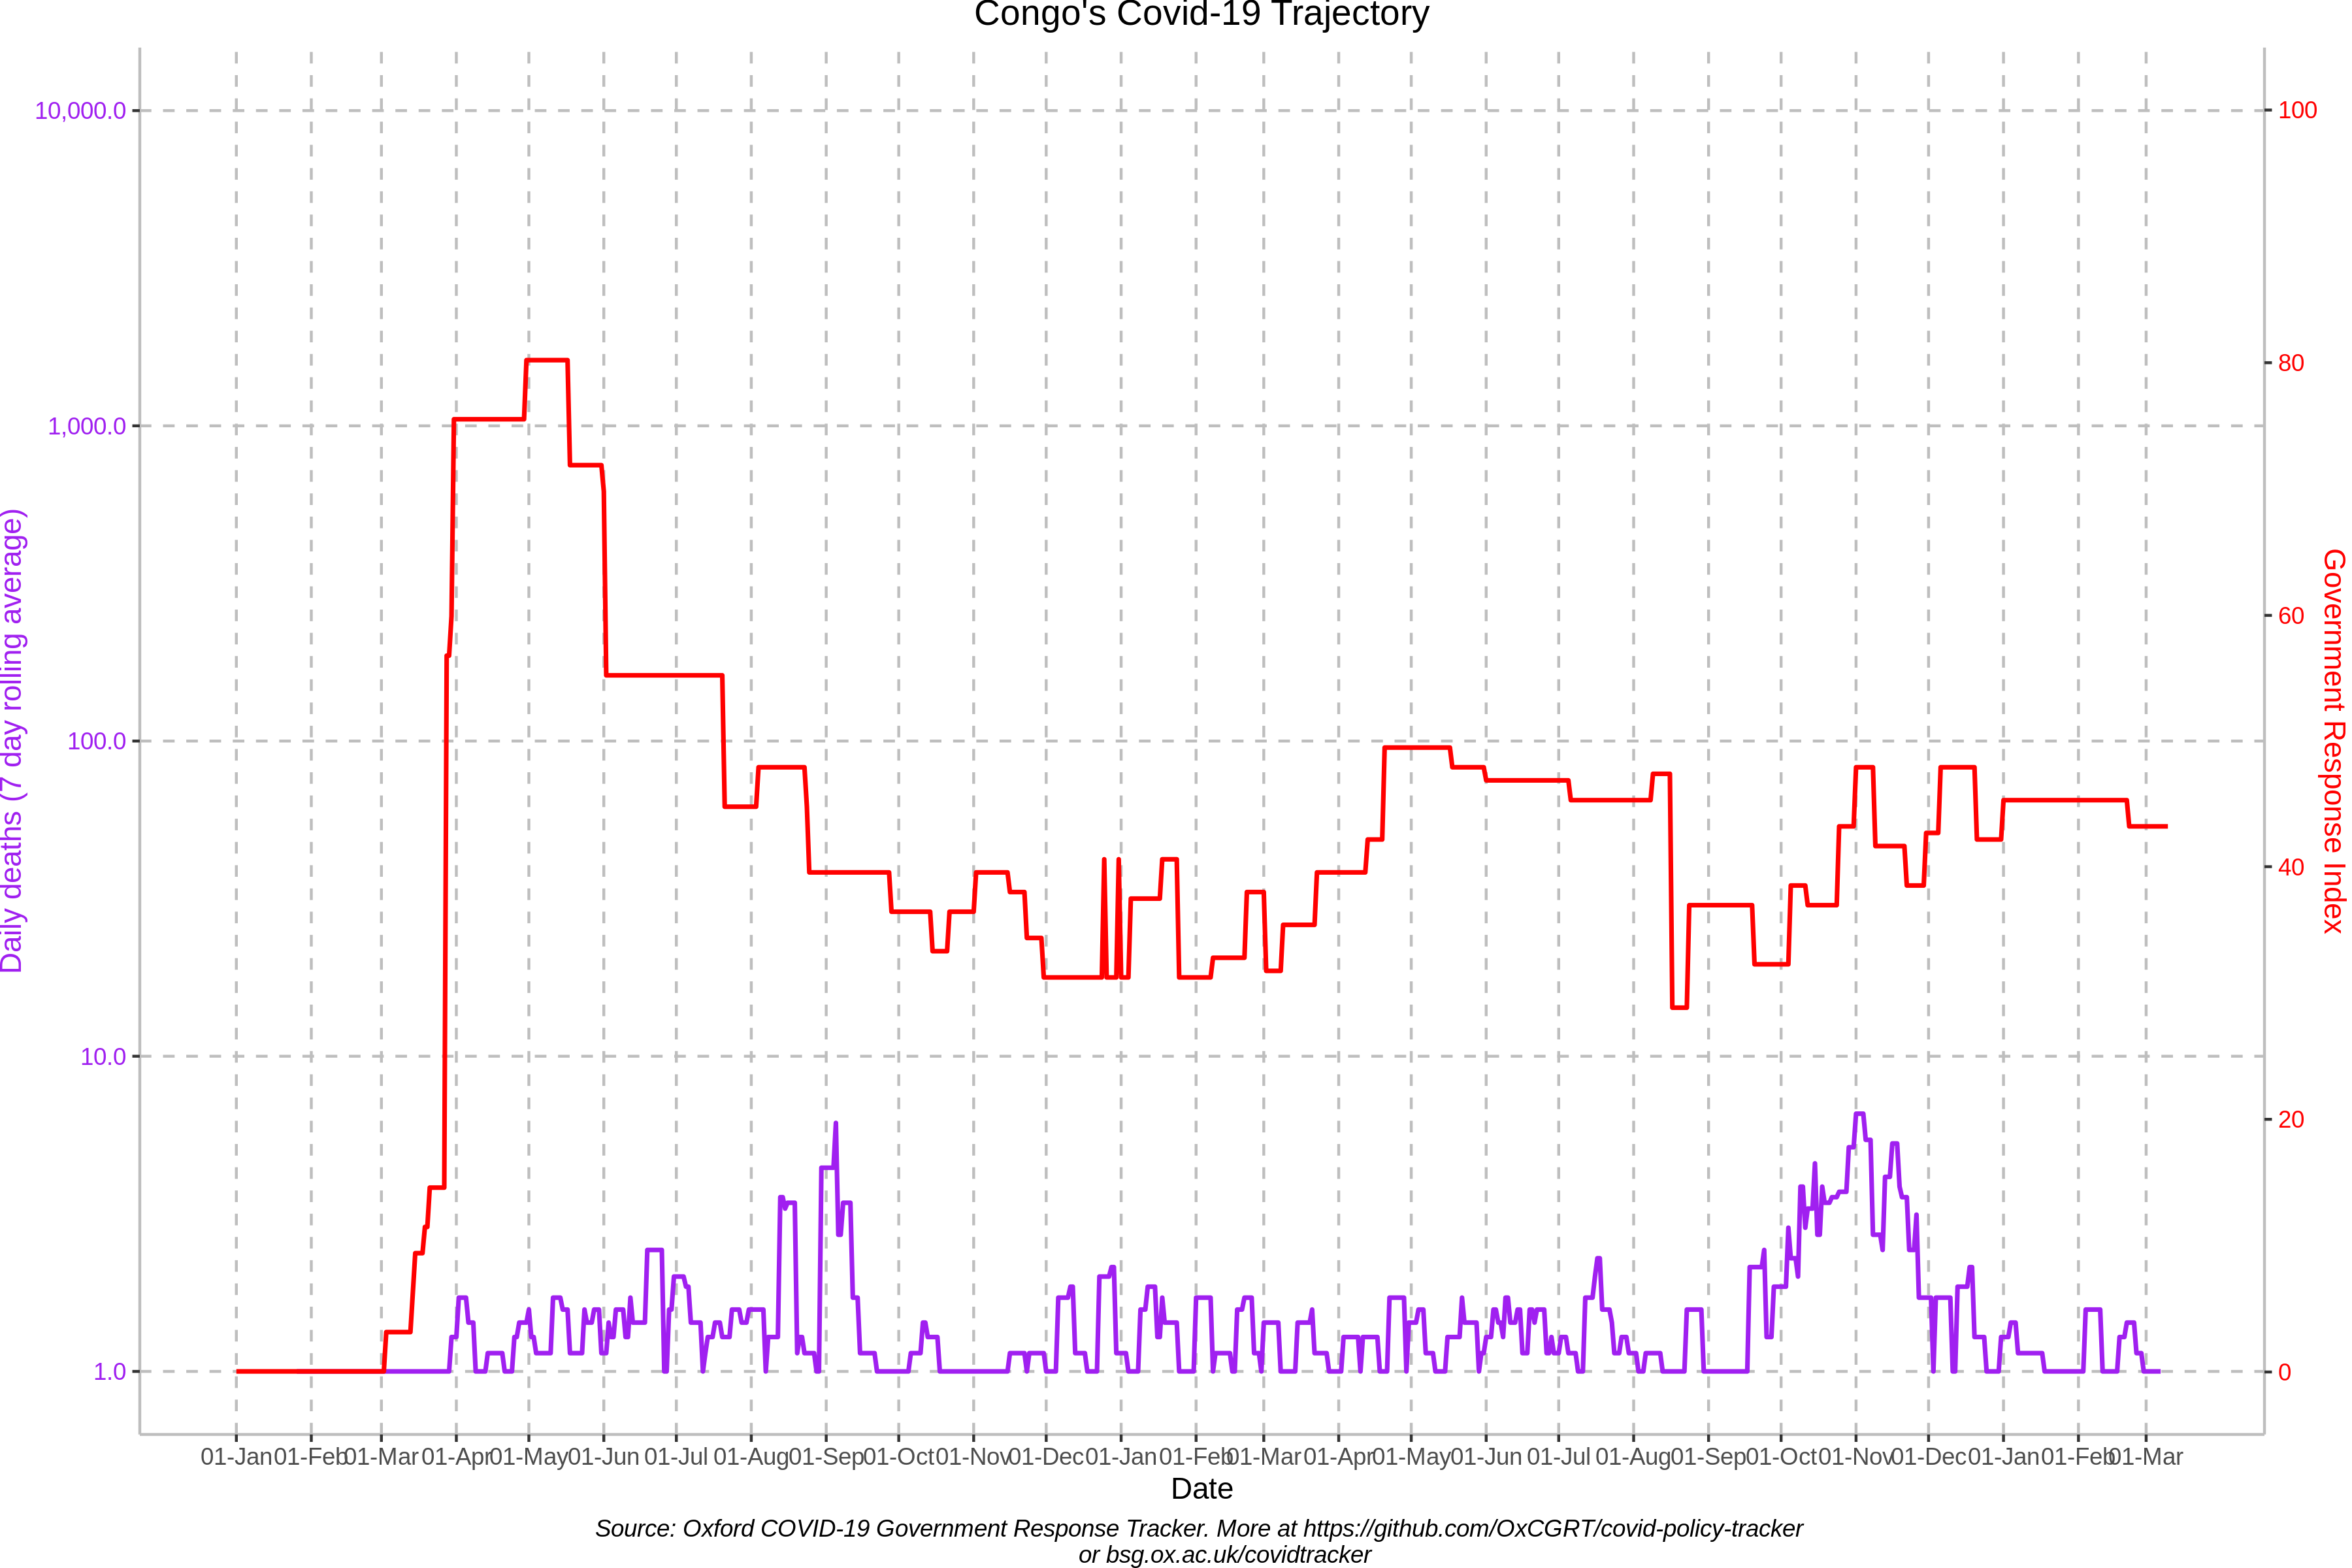 Congo's Covid-19 Trajectory
10,000.0
1,000.0
100.0
10.0
1.0
Daily deaths (7 day rolling average)
100
80
60
40
20
0
Government Response Index
01-Jan 01-Feb 01-Mar 01-Apr 01-May 01-Jun 01-Jul 01-Aug 01-Sep 01-Oct 01-Nov 01-Dec 01-Jan 01-Feb 01-Mar 01-Apr 01-May 01-Jun 01-Jul 01-Aug 01-Sep 01-Oct 01-Nov 01-Dec 01-Jan 01-Feb 01-Mar
Date
Source: Oxford COVID-19 Government Response Tracker. More at https://github.com/OxCGRT/covid-policy-tracker
or bsg.ox.ac.uk/covidtracker